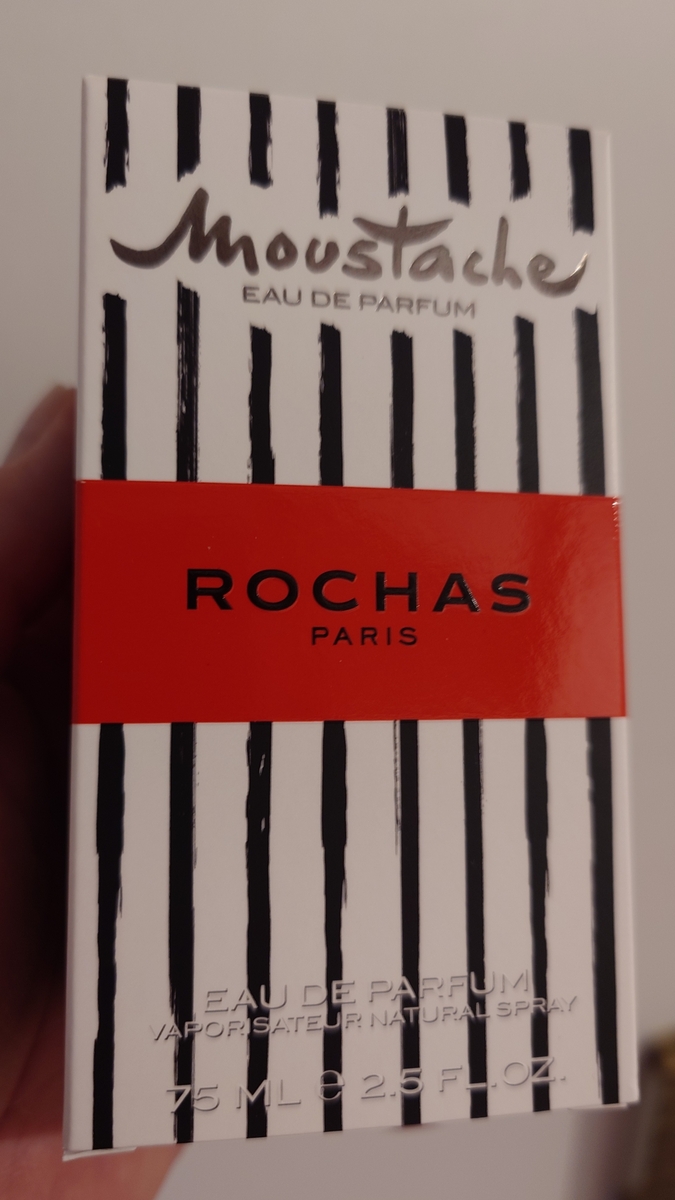 Moustache
EAU DE PARFUM
ROCHAS
PARIS
EAU DE PARFUM
VAPORISATEUR NATURAL SPRAY
75 ML e 2.5 FL.OZ.